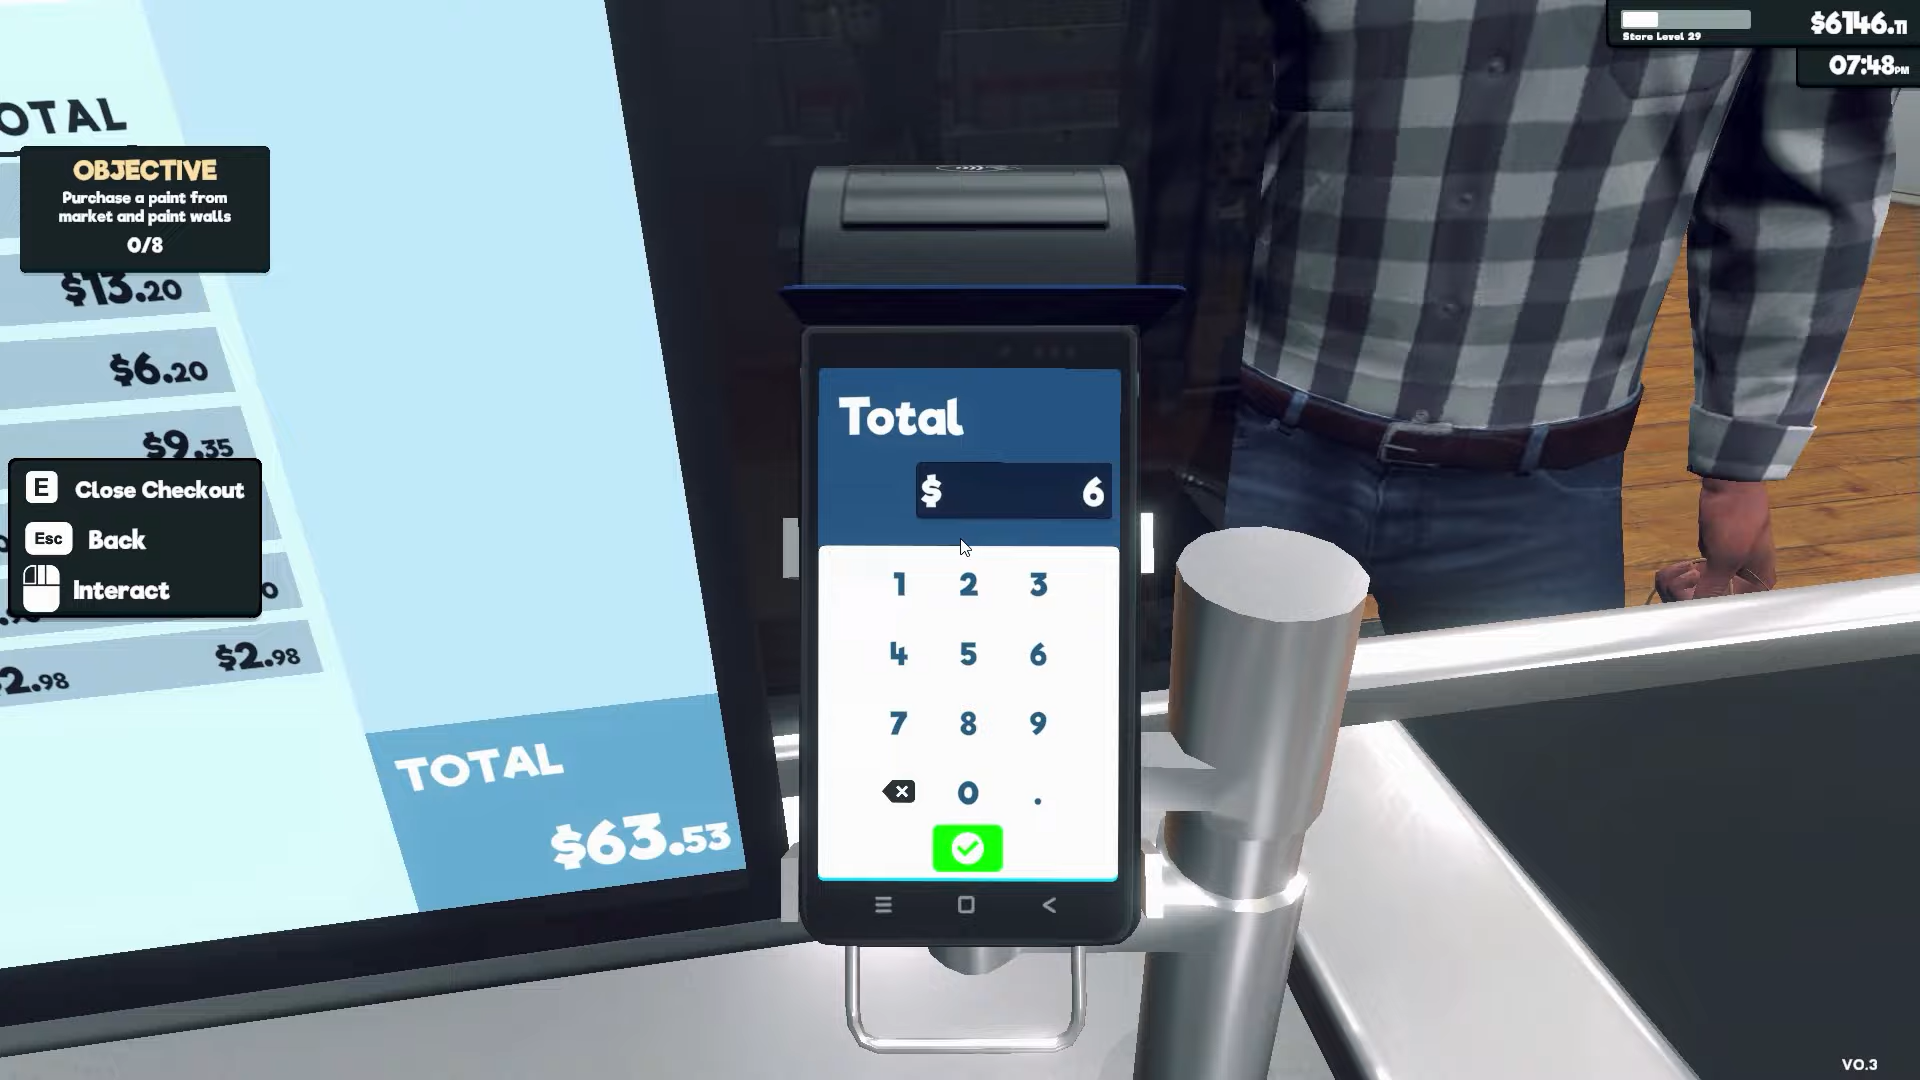 $6146.11
Store Level 29
07:48PM
OTAL
OBJECTIVE
Purchase a paint from
market and paint walls
0/8
$13.20
$6.20
$9.35
E Close Checkout
Esc Back
Interact
0
2.98 $2.98
TOTAL
$63.53
Total
$ 6
1 2 3
4 5 6
7 8 9
0 .
V0.3